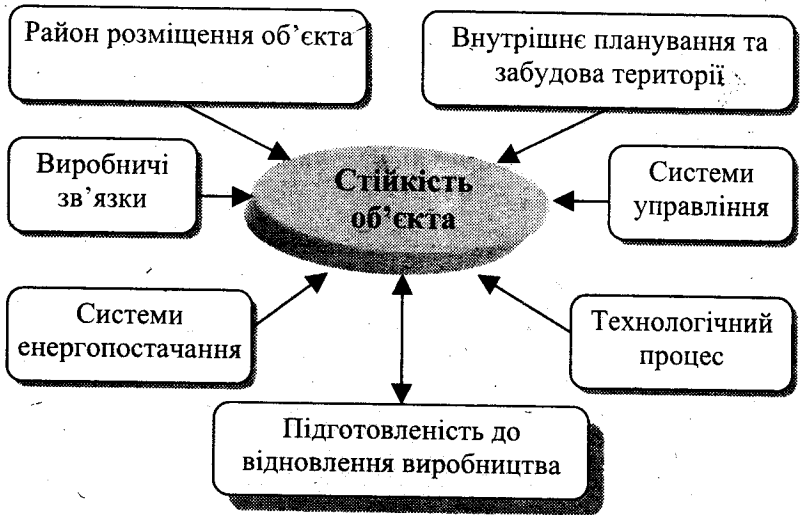 Район розміщення об’єкта
Внутрішнє планування та
забудова території
Виробничі
зв’язки
Стійкість
об’єкта
Системи
управління
Системи
енергопостачання
Технологічний
процес
Підготовленість до
відновлення виробництва